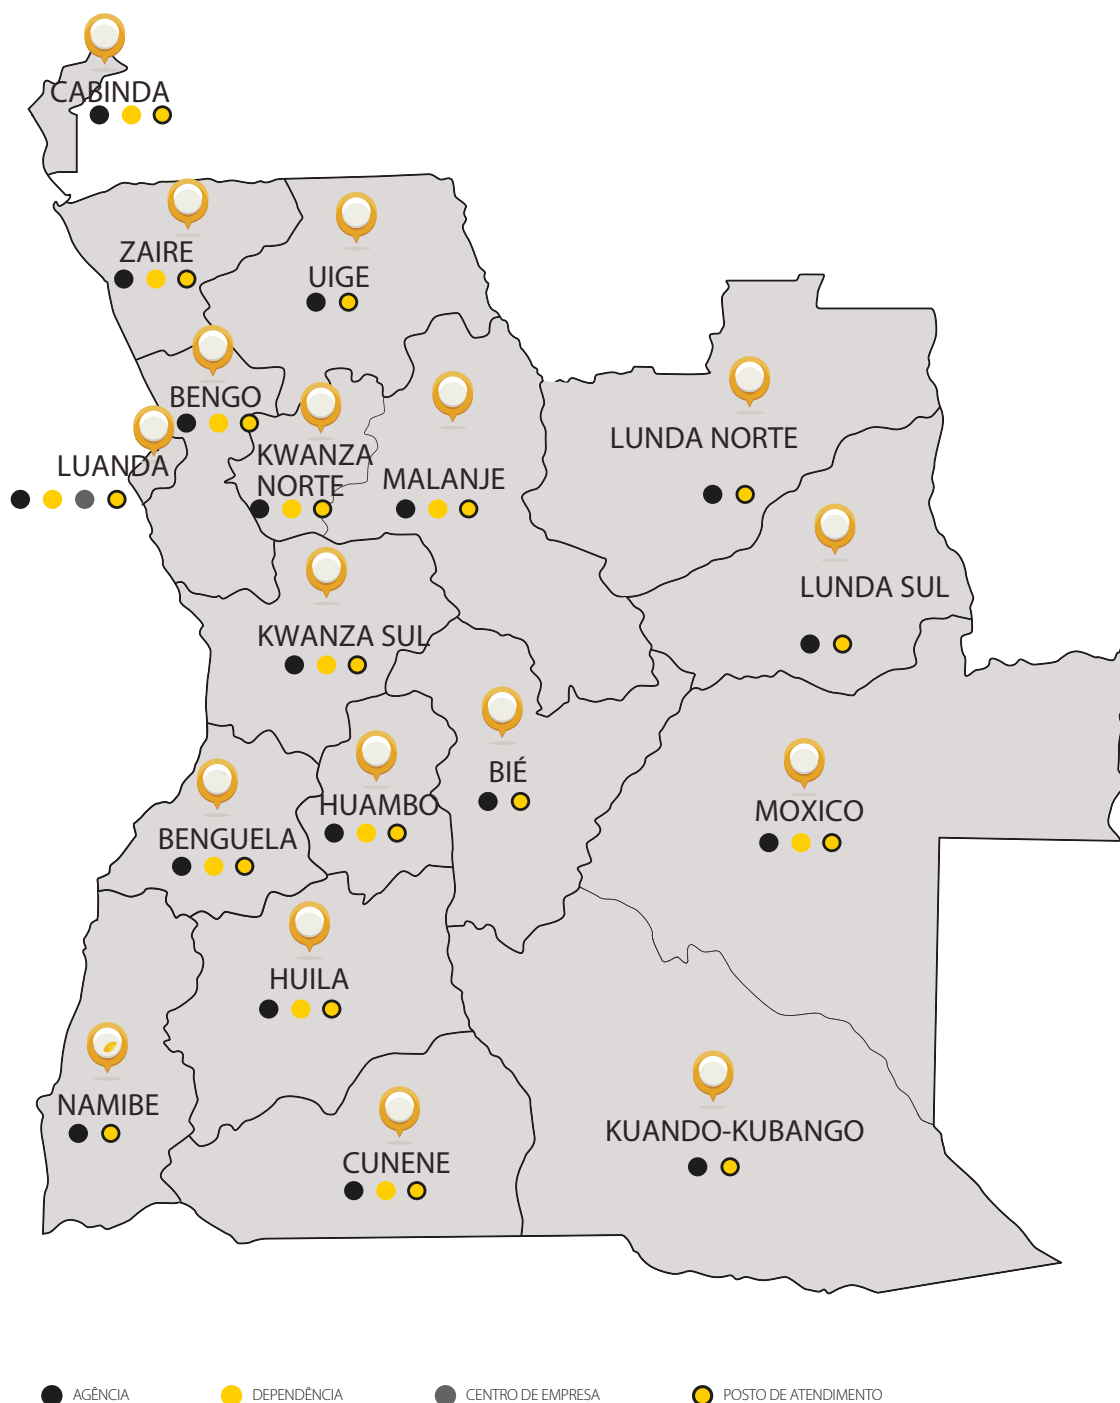 CABINDA
ZAIRE
UIGE
BENGO
LUANDA
KWANZA
NORTE
MALANJE
LUNDA NORTE
LUNDA SUL
KWANZA SUL
BIÉ
HUAMBO
MOXICO
BENGUELA
HUILA
NAMIBE
KUANDO-KUBANGO
CUNENE
AGÊNCIA
DEPENDÊNCIA
CENTRO DE EMPRESA
POSTO DE ATENDIMENTO